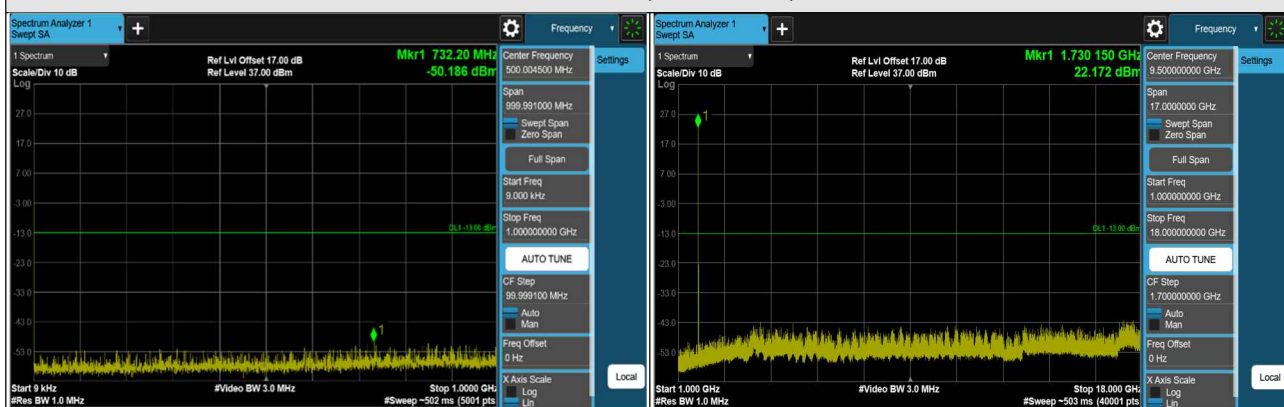 Spectrum Analyzer 1
Swept SA
+
Frequency
1 Spectrum
Scale/Div 10 dB
Log
Ref Lvl Offset 17.00 dB
Ref Level 37.00 dBm
Mkr1 732.20 MHz
-50.186 dBm
27.0
17.0
7.00
-3.00
-13.0
-23.0
-33.0
-43.0
-53.0
DL1 -13.00 dBm
1
Start 9 kHz
#Res BW 1.0 MHz
#Video BW 3.0 MHz
Stop 1.0000 GHz
#Sweep ~502 ms (5001 pts
Center Frequency
500.004500 MHz
Span
999.991000 MHz
Swept Span
Zero Span
Full Span
Start Freq
9.000 kHz
Stop Freq
1.000000000 GHz
AUTO TUNE
CF Step
99.999100 MHz
Auto
Man
Freq Offset
0 Hz
X Axis Scale
Log
Lin
Settings
Local
Spectrum Analyzer 1
Swept SA
+
Frequency
1 Spectrum
Scale/Div 10 dB
Log
Ref Lvl Offset 17.00 dB
Ref Level 37.00 dBm
Mkr1 1.730 150 GHz
22.172 dBm
27.0
17.0
7.00
-3.00
-13.0
-23.0
-33.0
-43.0
-53.0
DL1 -13.00 dBm
1
Start 1.000 GHz
#Res BW 1.0 MHz
#Video BW 3.0 MHz
Stop 18.000 GHz
#Sweep ~503 ms (40001 pts
Center Frequency
9.500000000 GHz
Span
17.0000000 GHz
Swept Span
Zero Span
Full Span
Start Freq
1.000000000 GHz
Stop Freq
18.000000000 GHz
AUTO TUNE
CF Step
1.700000000 GHz
Auto
Man
Freq Offset
0 Hz
X Axis Scale
Log
Lin
Settings
Local